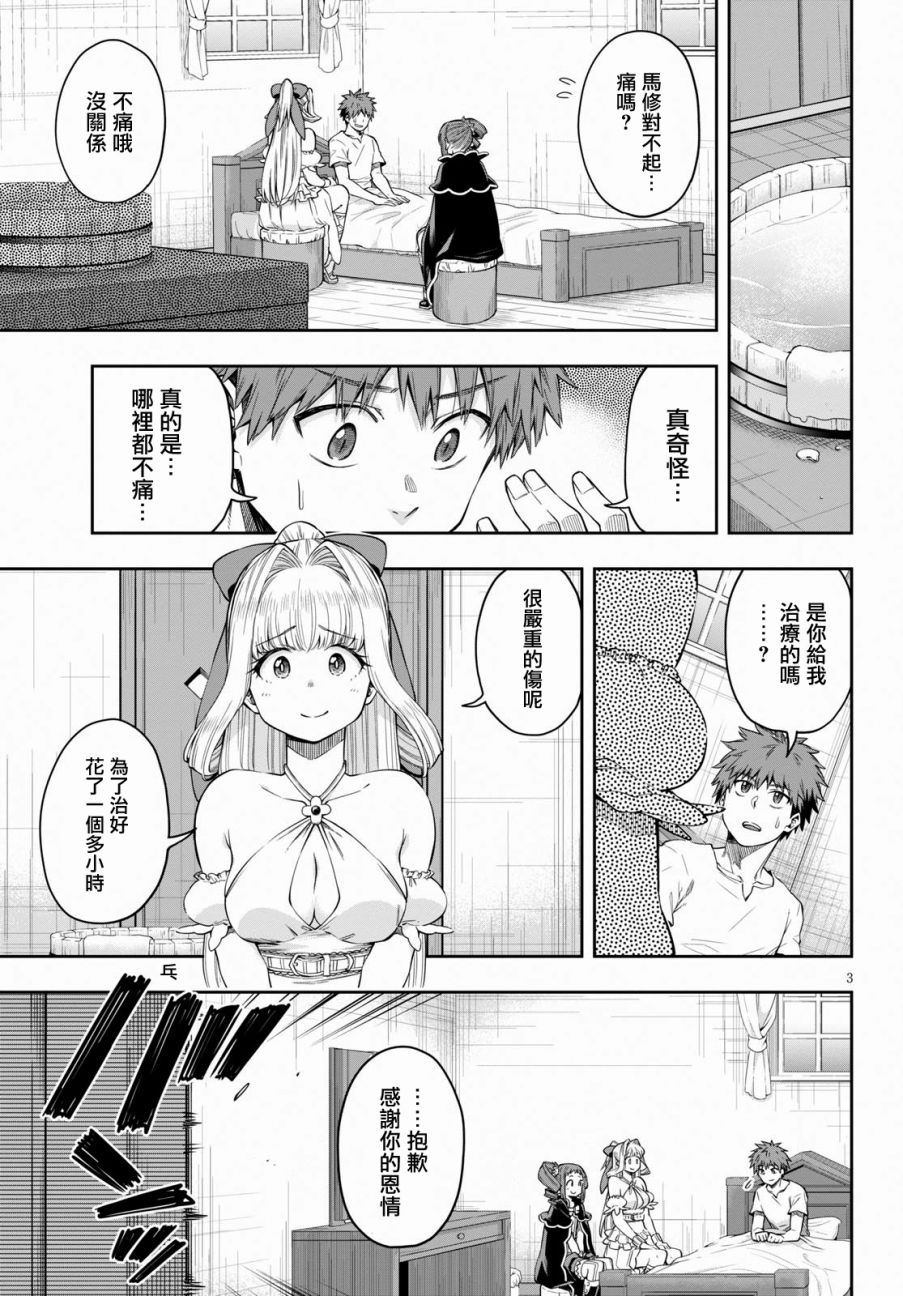 馬修對不起…
痛嗎？
不痛哦
沒關係
真奇怪…
真的是…
哪裡都不痛…
是你給我
治療的嗎
……？
很嚴重的傷呢
為了治好
花了一個多小時
3
乓
……抱歉
感謝你的恩情